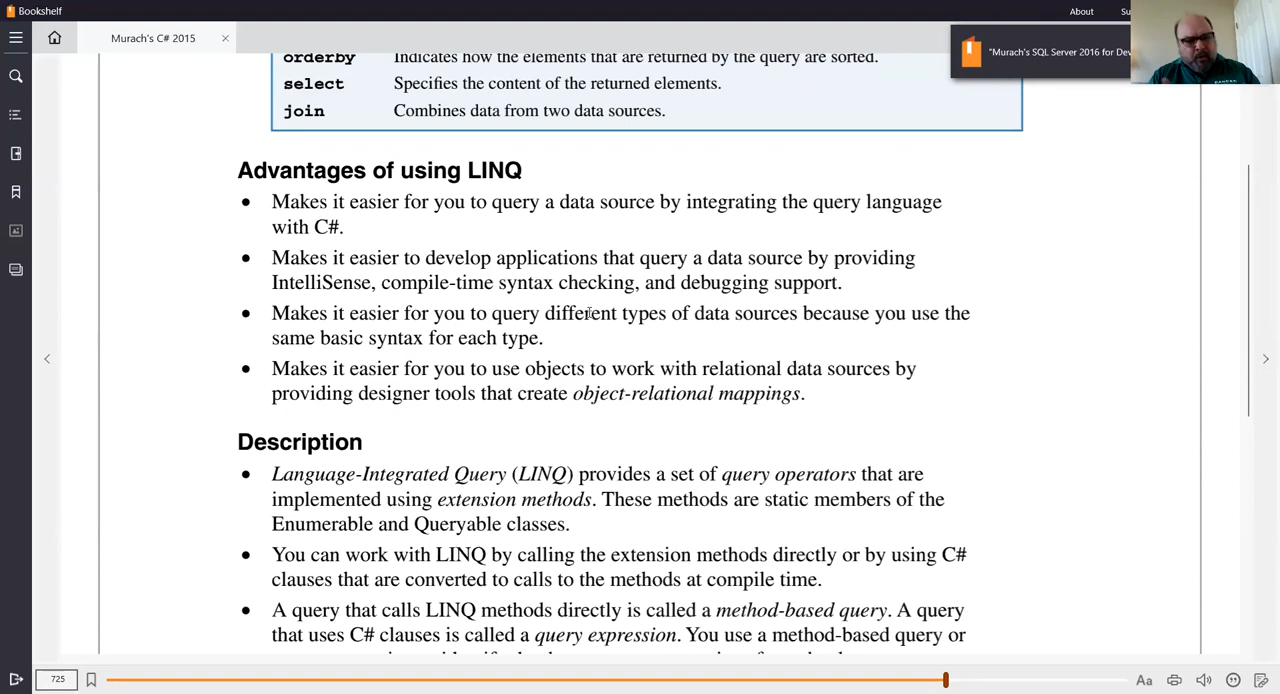 Bookshelf
About
Su
Murach's C# 2015
"Murach's SQL Server 2016 for Dev
orderby Indicates how the elements that are returned by the query are sorted.
select Specifies the content of the returned elements.
join Combines data from two data sources.
Advantages of using LINQ
• Makes it easier for you to query a data source by integrating the query language
with C#.
• Makes it easier to develop applications that query a data source by providing
IntelliSense, compile-time syntax checking, and debugging support.
• Makes it easier for you to query different types of data sources because you use the
same basic syntax for each type.
• Makes it easier for you to use objects to work with relational data sources by
providing designer tools that create object-relational mappings.
Description
• Language-Integrated Query (LINQ) provides a set of query operators that are
implemented using extension methods. These methods are static members of the
Enumerable and Queryable classes.
• You can work with LINQ by calling the extension methods directly or by using C#
clauses that are converted to calls to the methods at compile time.
• A query that calls LINQ methods directly is called a method-based query. A query
that uses C# clauses is called a query expression. You use a method-based query or
725
Aa